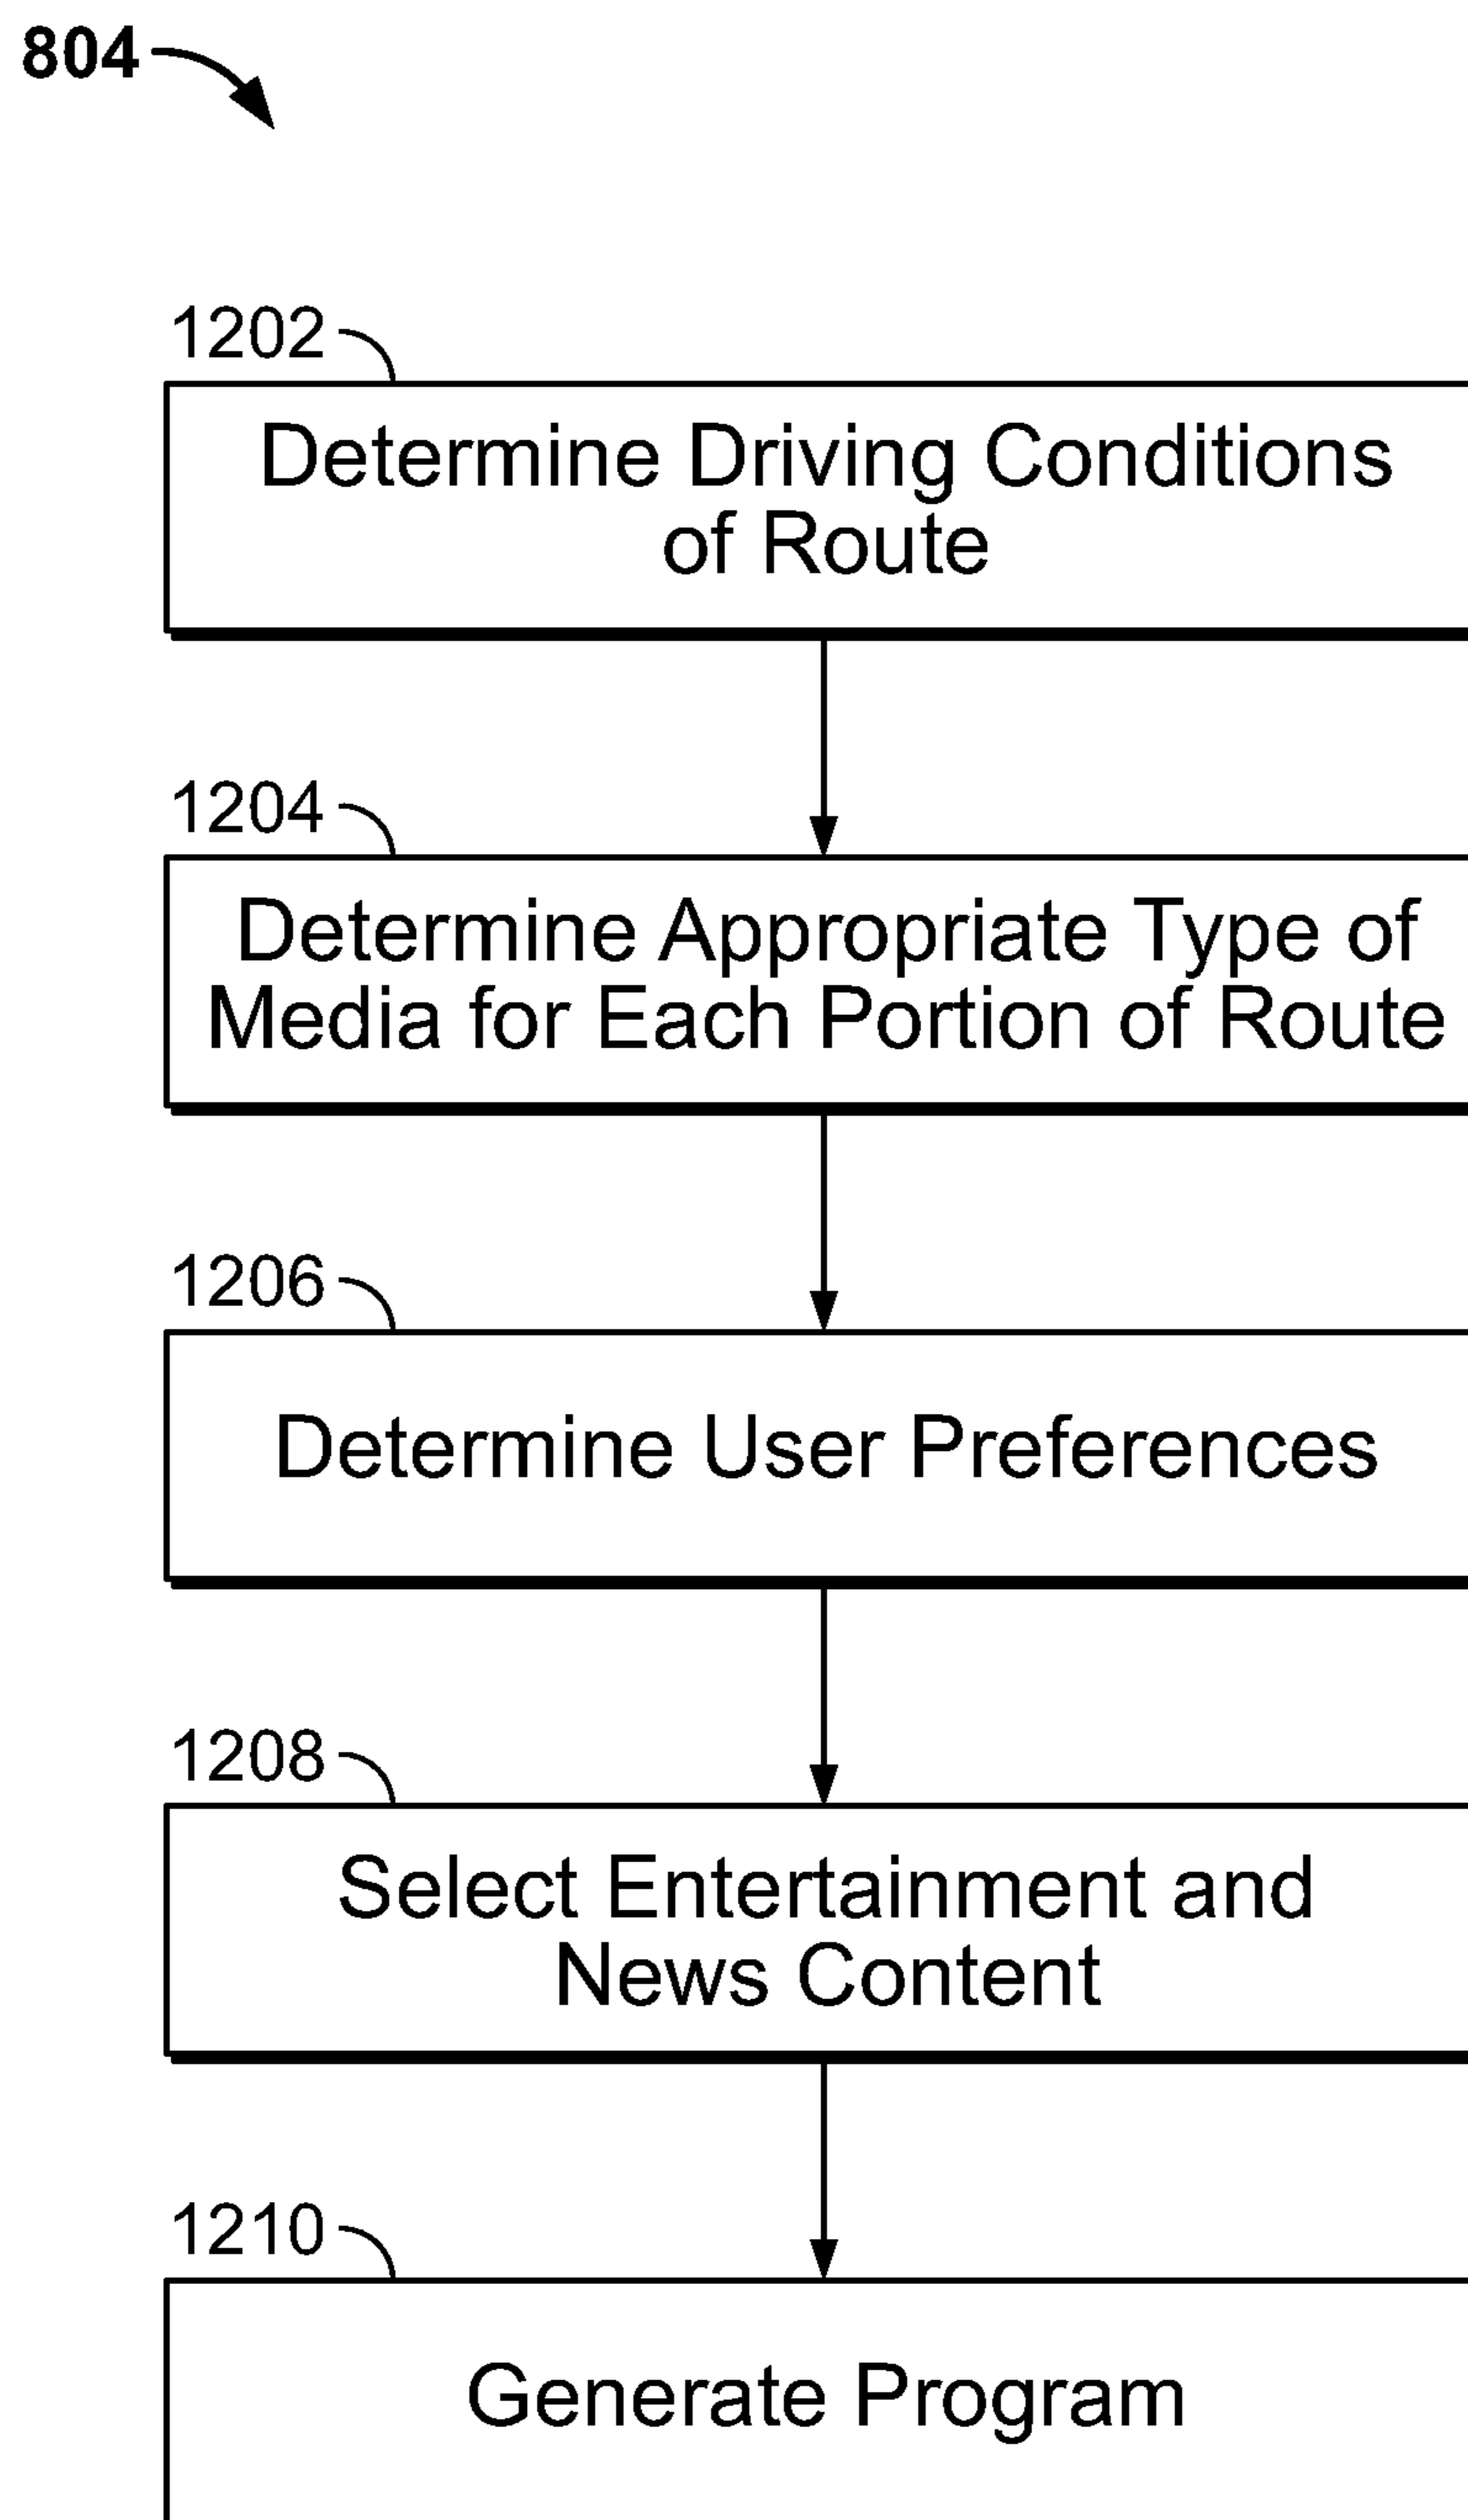 804
1202
Determine Driving Conditions
of Route
1204
Determine Appropriate Type of
Media for Each Portion of Route
1206
Determine User Preferences
1208
Select Entertainment and
News Content
1210
Generate Program